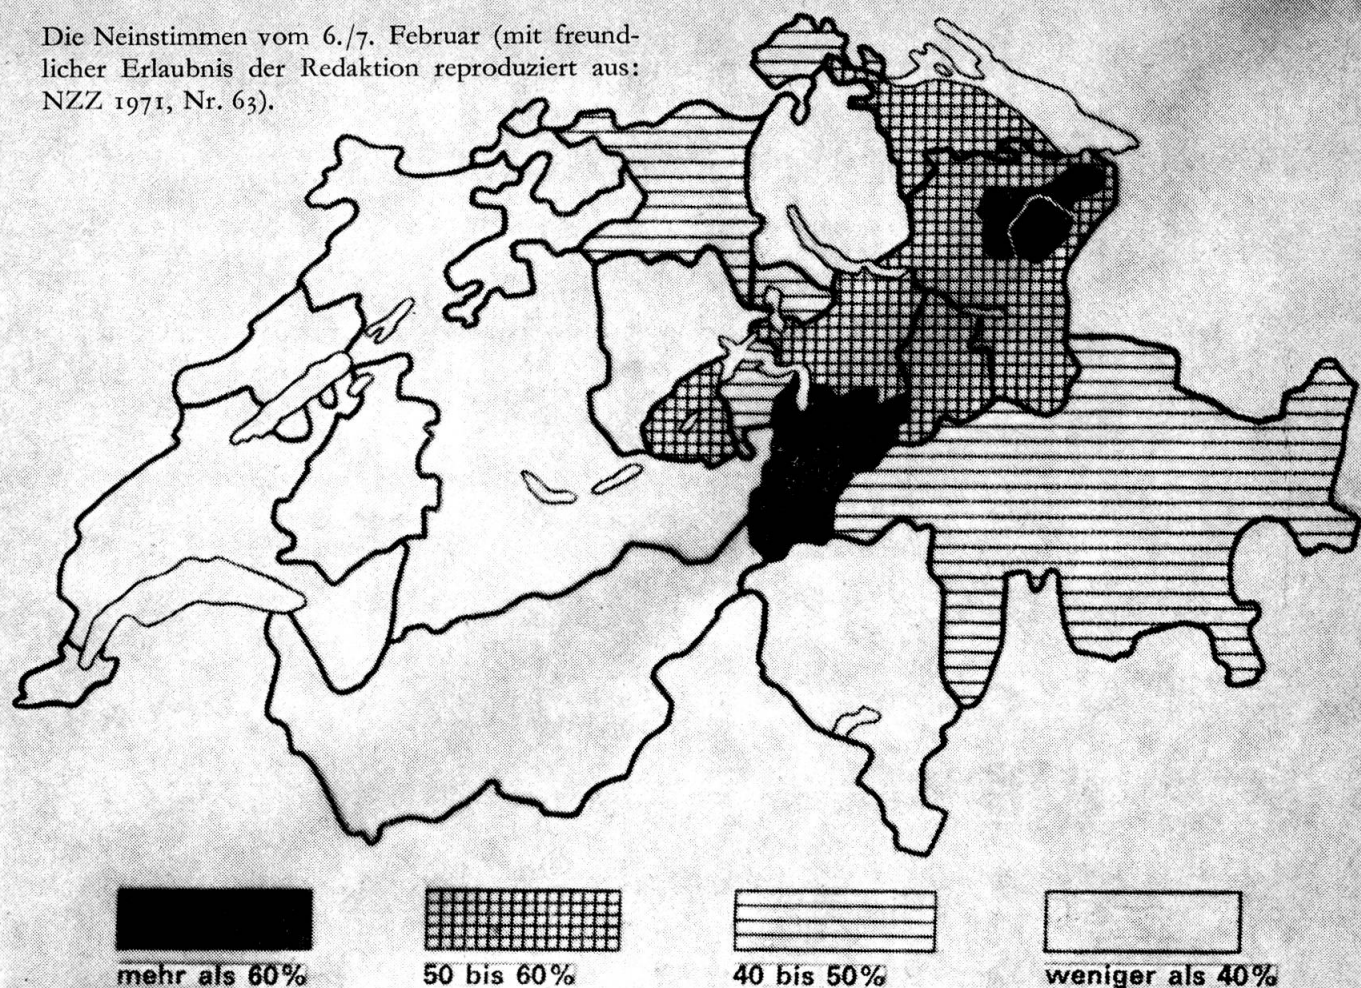 Die Neinstimmen vom 6./7. Februar (mit freund-
licher Erlaubnis der Redaktion reproduziert aus:
NZZ 1971, Nr. 63).
mehr als 60%
50 bis 60%
40 bis 50%
weniger als 40%